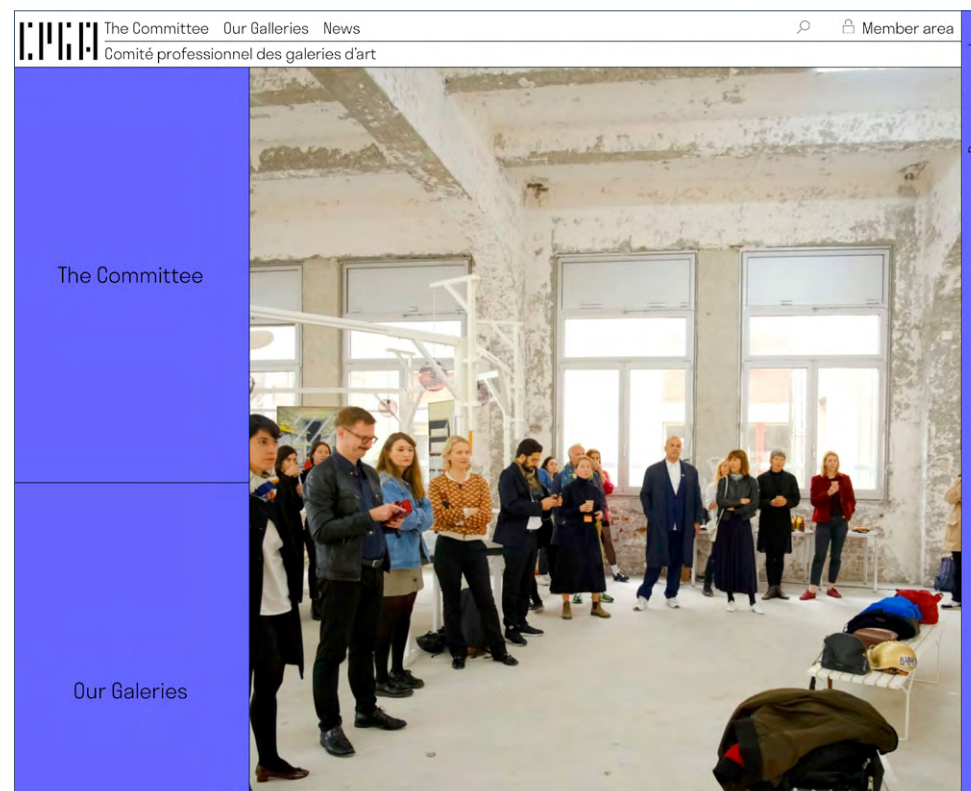 CPGA
The Committee Our Galleries News
Member area
Comité professionnel des galeries d'art
The Committee
Our Galeries